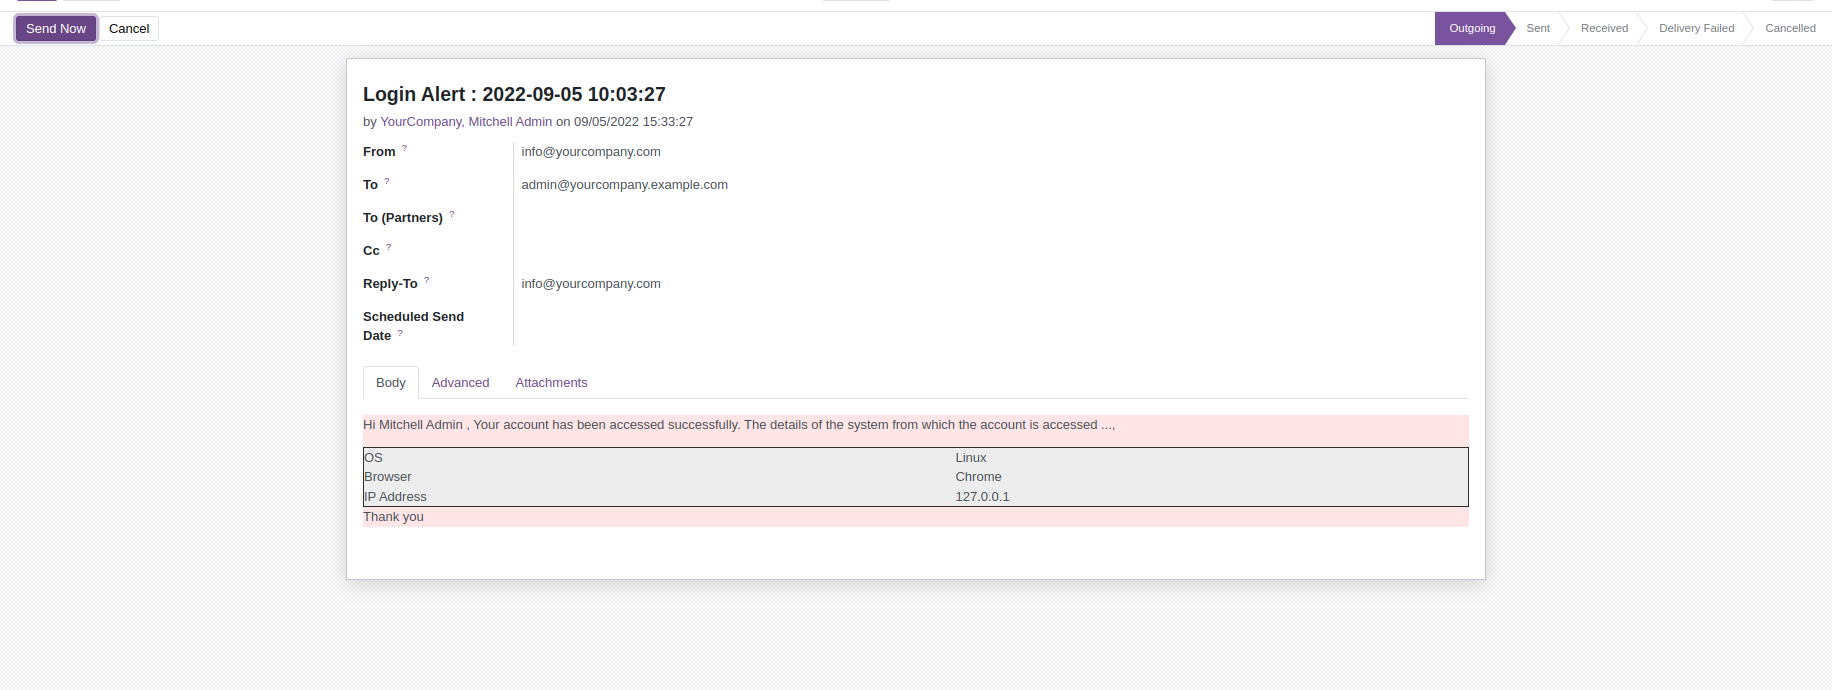 Send Now Cancel Outgoing Sent Received Delivery Failed Cancelled
Login Alert : 2022-09-05 10:03:27
by YourCompany, Mitchell Admin on 09/05/2022 15:33:27
From ? info@yourcompany.com
To ? admin@yourcompany.example.com
To (Partners) ?
Cc ?
Reply-To ? info@yourcompany.com
Scheduled Send
Date ?
Body Advanced Attachments
Hi Mitchell Admin , Your account has been accessed successfully. The details of the system from which the account is accessed ...,
OS Linux
Browser Chrome
IP Address 127.0.0.1
Thank you